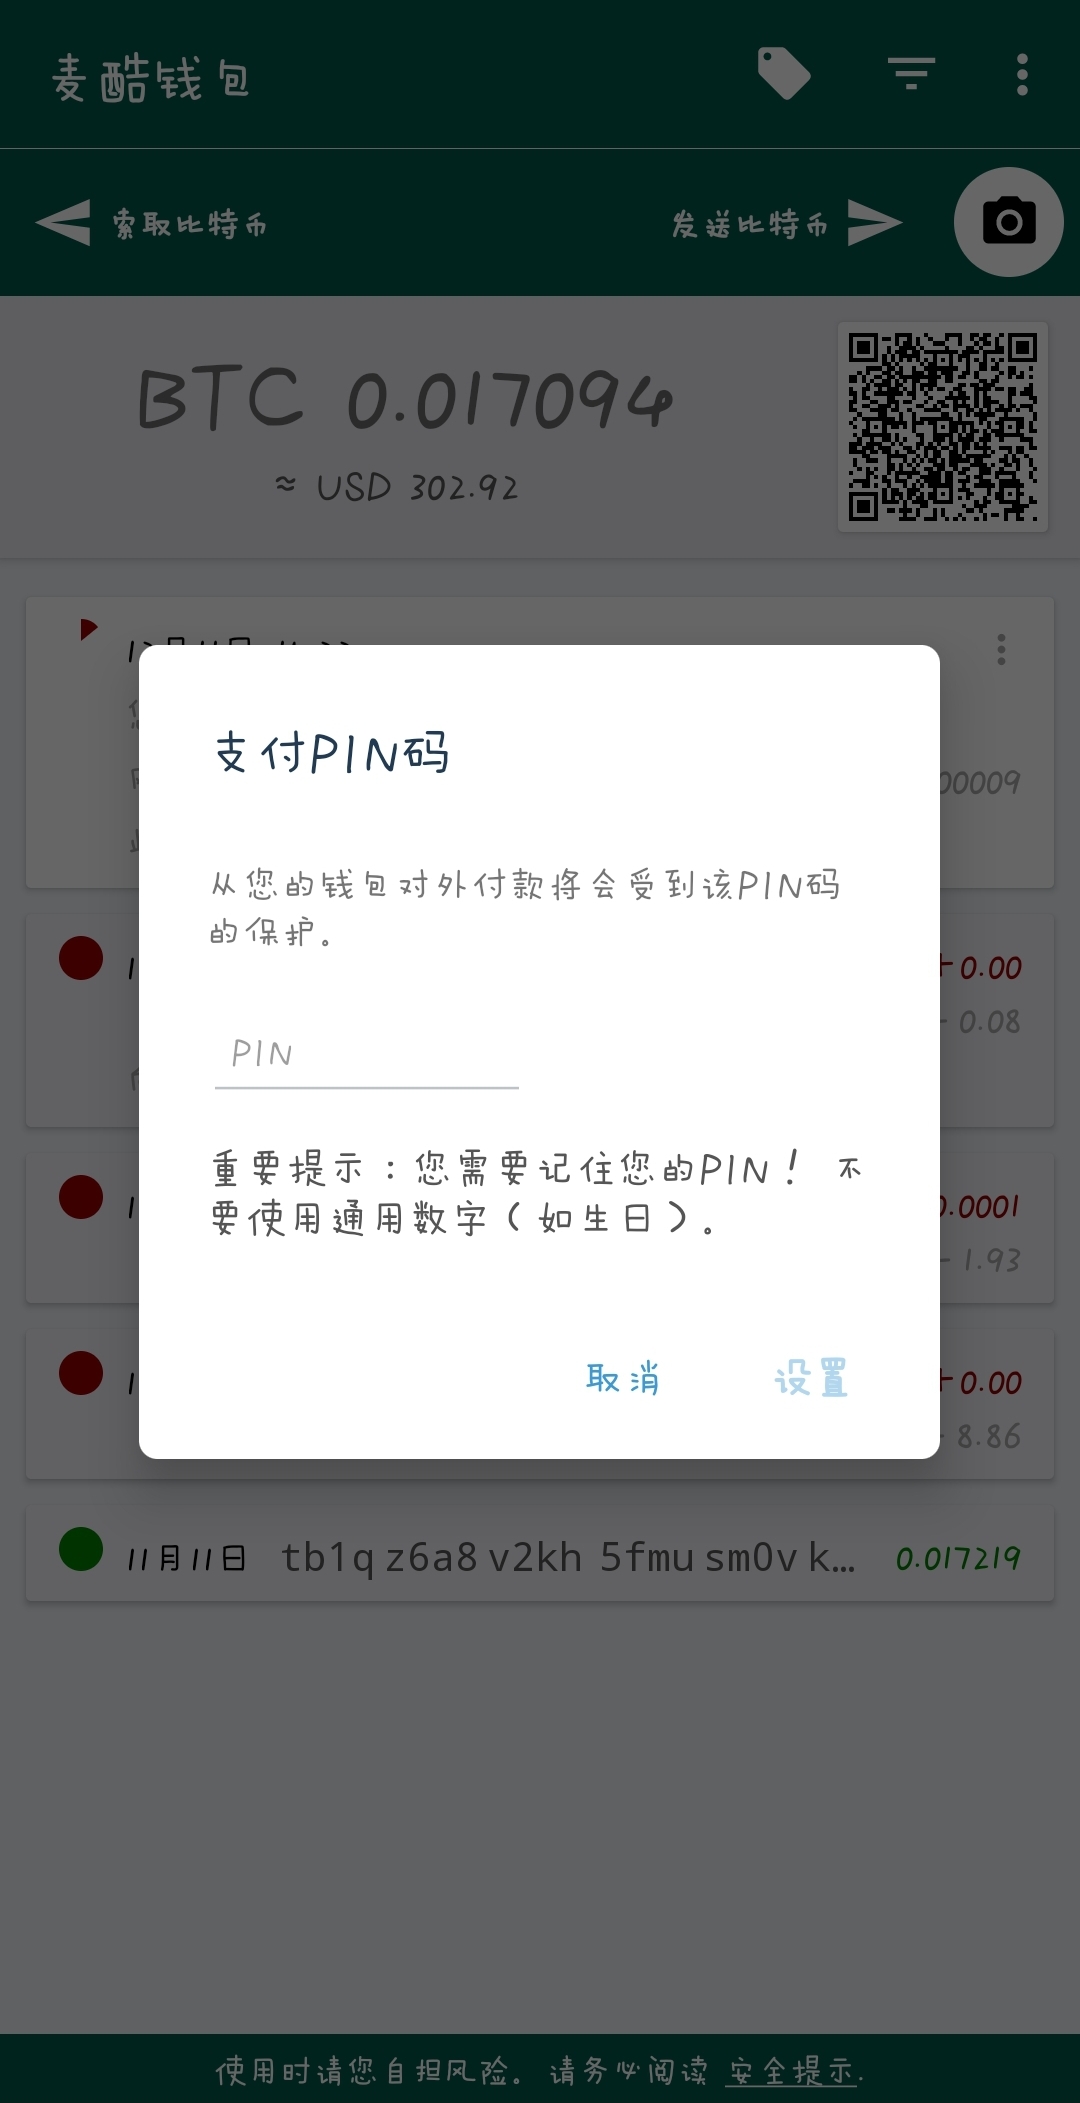 麦酷钱包
索取比特币
发送比特币
BTC 0.017094
≈ USD 302.92
00009
支付PIN码
从您的钱包对外付款将会受到该PIN码
的保护。
PIN
重要提示：您需要记住您的PIN！ 不
要使用通用数字（如生日）。
取消
设置
+0.00
- 0.08
0.0001
- 1.93
+0.00
- 8.86
11月11日 tb1qz6a8v2kh 5fmusm0vk… 0.017219
使用时请您自担风险。请务必阅读 安全提示.